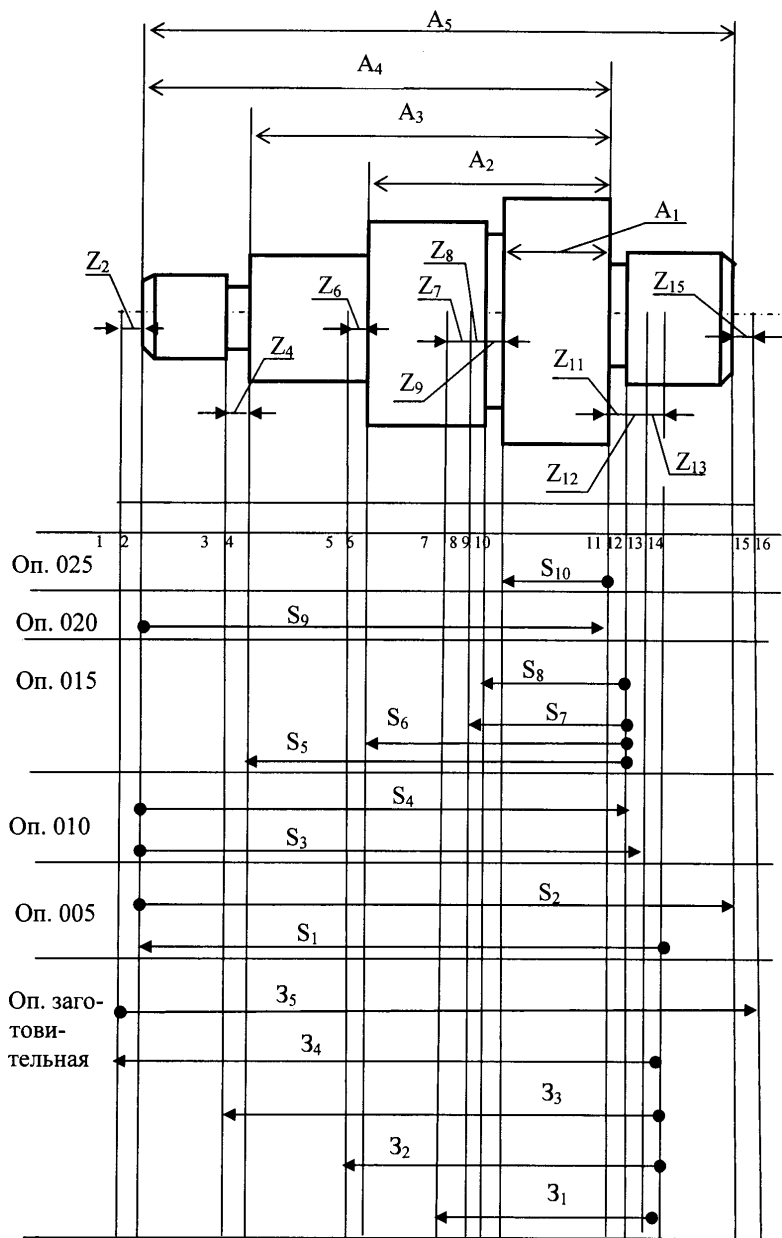 A₅
A₄
A₃
A₂
A₁
Z₂
Z₈
Z₆
Z₇
Z₁₅
Z₄
Z₉
Z₁₁
Z₁₂
Z₁₃
1 2 3 4 5 6 7 8 9 10 11 12 13 14 15 16
Оп. 025
S₁₀
Оп. 020
S₉
Оп. 015
S₈
S₇
S₆
S₅
S₄
Оп. 010
S₃
S₂
Оп. 005
S₁
Оп. заго-
товительная
З₅
З₄
З₃
З₂
З₁